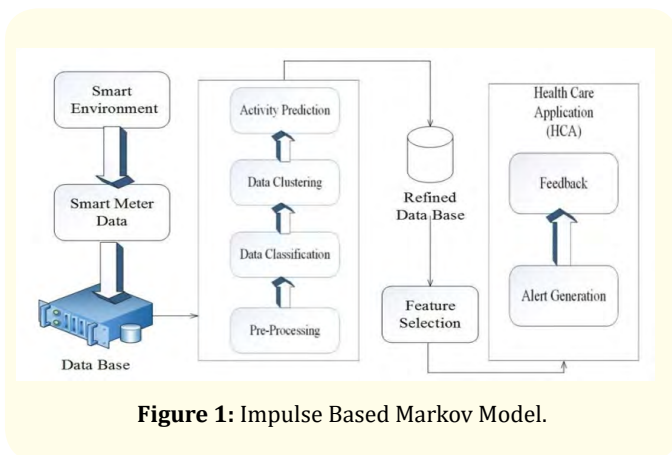 Smart
Environment
Smart Meter
Data
Data Base
Activity Prediction
Data Clustering
Data Classification
Pre-Processing
Refined
Data Base
Feature
Selection
Health Care
Application
(HCA)
Feedback
Alert Generation
Figure 1: Impulse Based Markov Model.